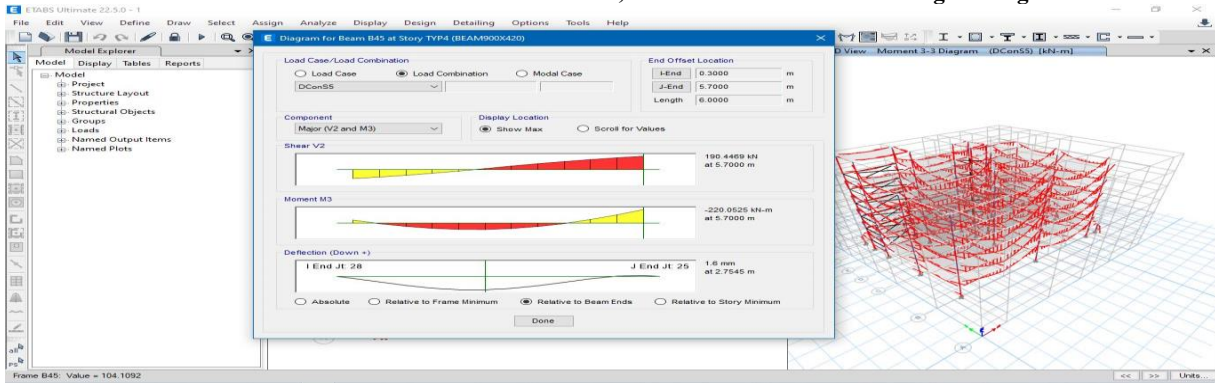 ETABS Ultimate 22.5.0 - 1
File Edit View Define Draw Select Assign Analyze Display Design Detailing Options Tools Help
Model Explorer
Model Display Tables Reports
Model
Project
Structure Layout
Properties
Structural Objects
Groups
Loads
Named Output Items
Named Plots
Diagram for Beam B45 at Story TYP4 (BEAM900X420)
Load Case/Load Combination
Load Case Load Combination Modal Case
DConS5
End Offset Location
I-End 0.3000 m
J-End 5.7000 m
Length 6.0000 m
Component
Major (V2 and M3)
Display Location
Show Max Scroll for Values
Shear V2
190.4469 kN
at 5.7000 m
Moment M3
-220.0525 kN-m
at 5.7000 m
Deflection (Down +)
I End Jt: 28 J End Jt: 25
1.6 mm
at 2.7545 m
Absolute Relative to Frame Minimum Relative to Beam Ends Relative to Story Minimum
Done
D View Moment 3-3 Diagram (DConS5) [kN-m]
all
ps
Frame B45: Value = 104.1092
<< >> Units...